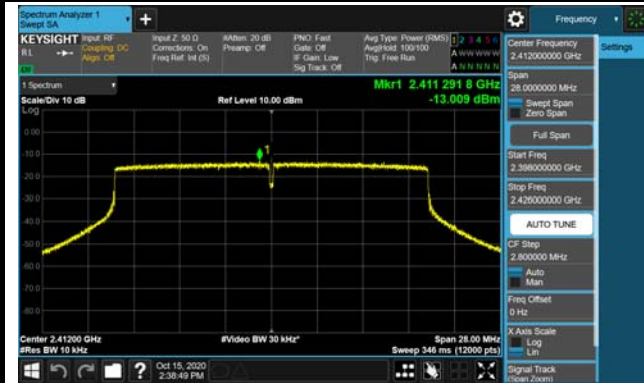 Spectrum Analyzer 1
Swept SA
+
Frequency
KEYSIGHT
RL
Input: RF
Coupling: DC
Align: Off
Input Z: 50 Ω
Corrections: On
Freq Ref: Int (S)
#Atten: 20 dB
Preamp: Off
PNO: Fast
Gate: Off
IF Gain: Low
Sig Track: Off
Avg Type: Power (RMS)
Avg|Hold: 100/100
Trig: Free Run
1 2 3 4 5 6
A W W W W W
A N N N N N
1 Spectrum
Scale/Div 10 dB
Ref Level 10.00 dBm
Mkr1 2.411 291 8 GHz
-13.009 dBm
Log
0.00
-10.0
-20.0
-30.0
-40.0
-50.0
-60.0
-70.0
-80.0
1
Center 2.41200 GHz
#Res BW 10 kHz
#Video BW 30 kHz*
Span 28.00 MHz
Sweep 346 ms (12000 pts)
Oct 15, 2020
2:38:49 PM
Center Frequency
2.412000000 GHz
Settings
Span
28.0000000 MHz
Swept Span
Zero Span
Full Span
Start Freq
2.398000000 GHz
Stop Freq
2.426000000 GHz
AUTO TUNE
CF Step
2.800000 MHz
Auto
Man
Freq Offset
0 Hz
X Axis Scale
Log
Lin
Signal Track
(Span Zoom)